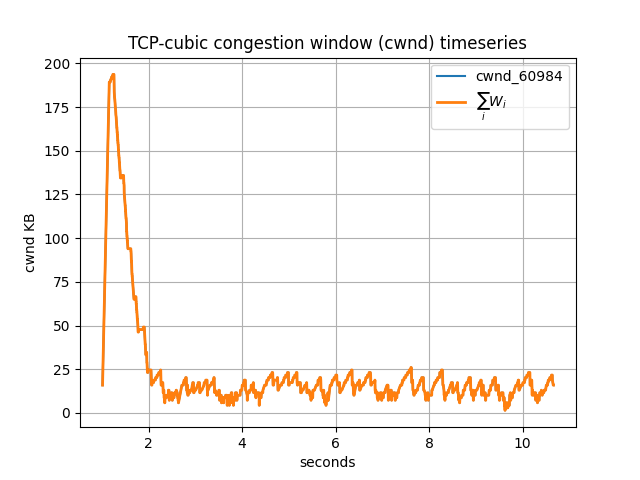 TCP-cubic congestion window (cwnd) timeseries
cwnd_60984
∑ W_i
i
200
175
150
125
100
75
50
25
0
cwnd KB
2 4 6 8 10
seconds